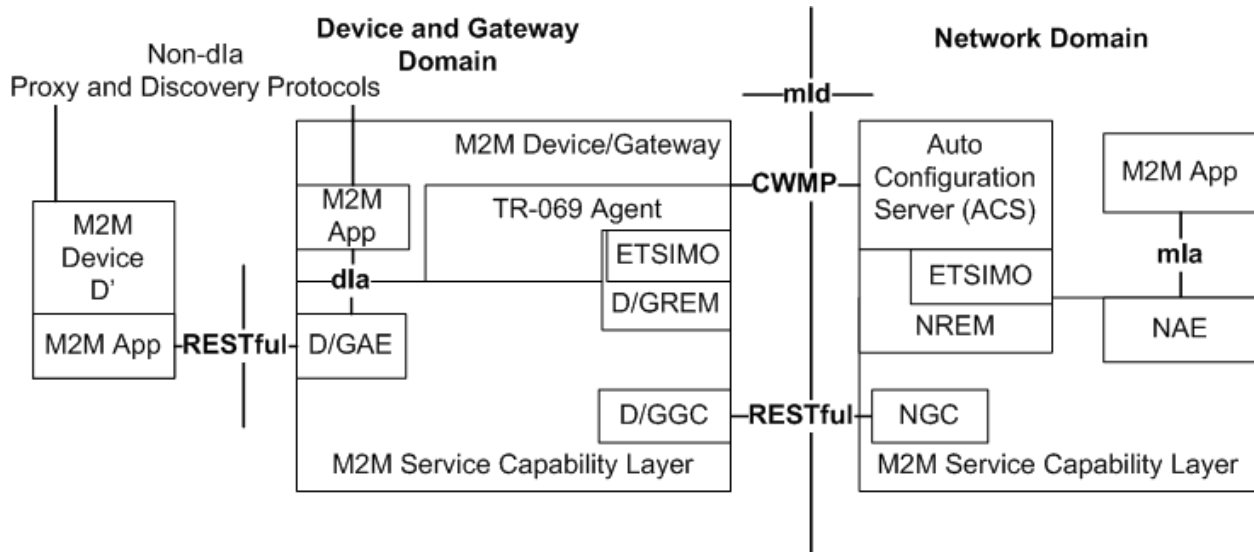 Device and Gateway
Domain
Network Domain
Non-dIa
Proxy and Discovery Protocols
mId
M2M Device/Gateway
Auto
Configuration
Server (ACS)
M2M App
CWMP
M2M
App
TR-069 Agent
M2M
Device
D’
ETSIMO
dIa
D/GREM
ETSIMO
mIa
NREM
NAE
M2M App
RESTful
D/GAE
D/GGC
RESTful
NGC
M2M Service Capability Layer
M2M Service Capability Layer